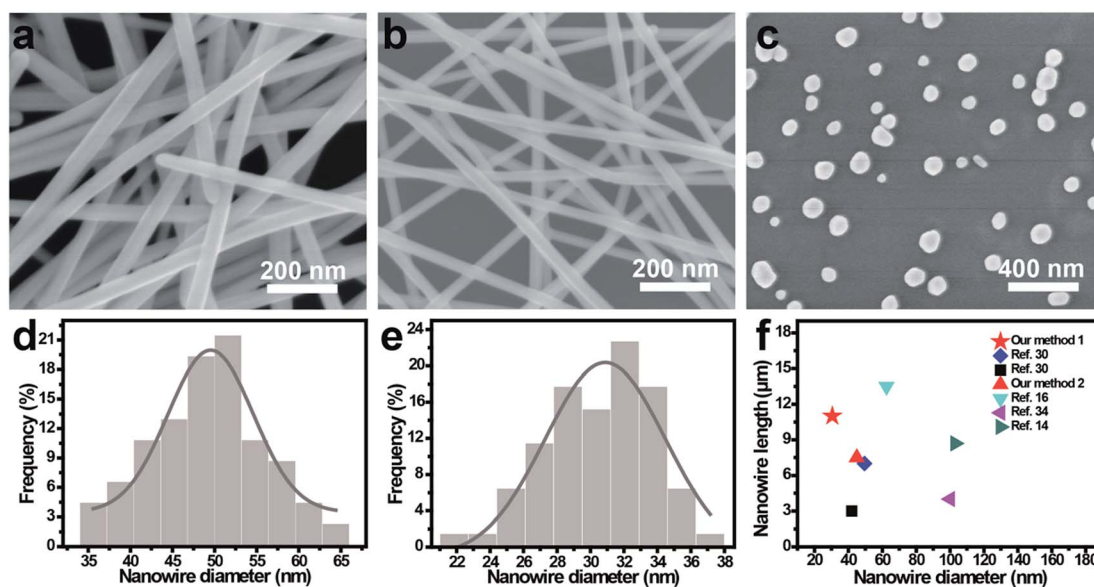 a
200 nm
b
200 nm
c
400 nm
d
Frequency (%)
21
18
15
12
9
6
3
0
35 40 45 50 55 60 65
Nanowire diameter (nm)
e
Frequency (%)
24
20
16
12
8
4
0
22 24 26 28 30 32 34 36 38
Nanowire diameter (nm)
f
Nanowire length (μm)
18
15
12
9
6
3
0
Our method 1
Ref. 30
Ref. 30
Our method 2
Ref. 16
Ref. 34
Ref. 14
20 40 60 80 100 120 140 160 180
Nanowire diameter (nm)